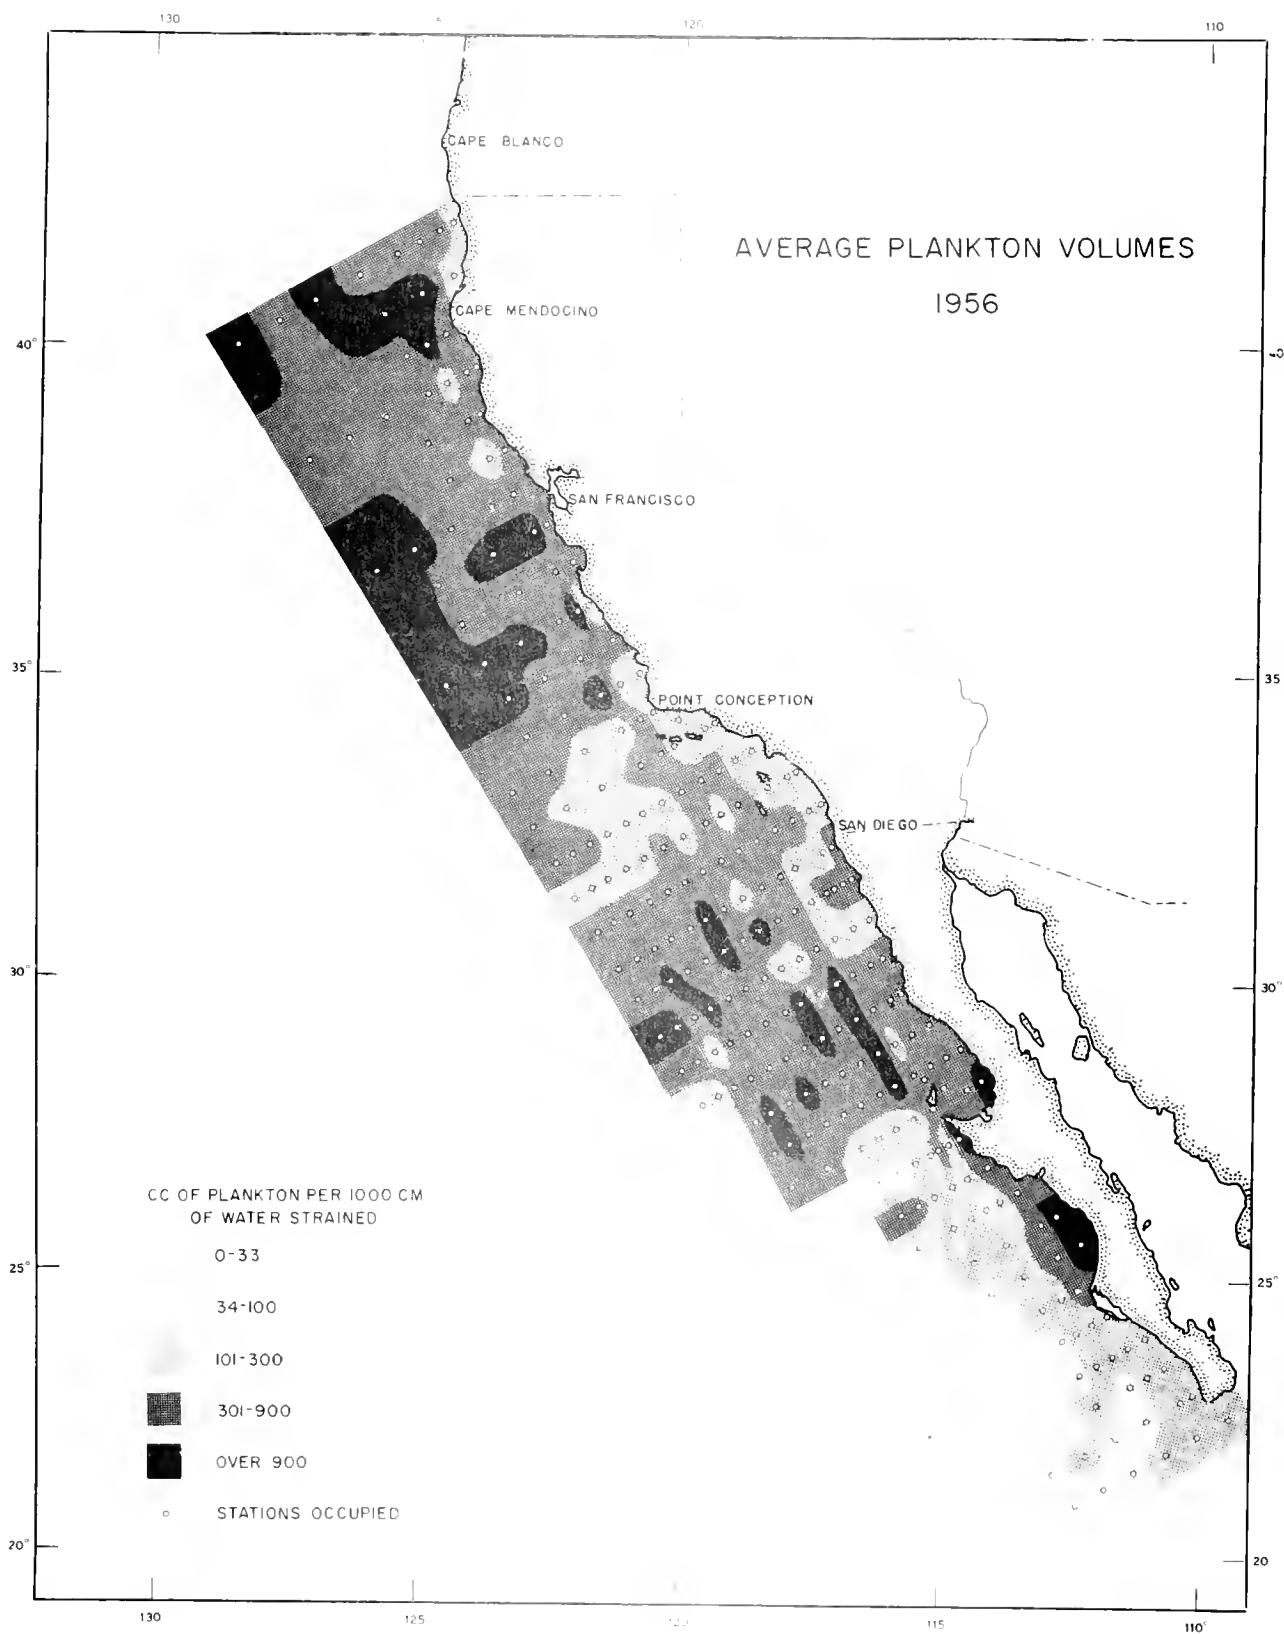 130
110
CAPE BLANCO
AVERAGE PLANKTON VOLUMES
1956
CAPE MENDOCINO
40°
40
SAN FRANCISCO
35°
35
POINT CONCEPTION
SAN DIEGO
30°
30°
CC OF PLANKTON PER 1000 CM
OF WATER STRAINED
0-33
34-100
101-300
301-900
OVER 900
STATIONS OCCUPIED
25°
25°
20°
20
130
125
115
110°